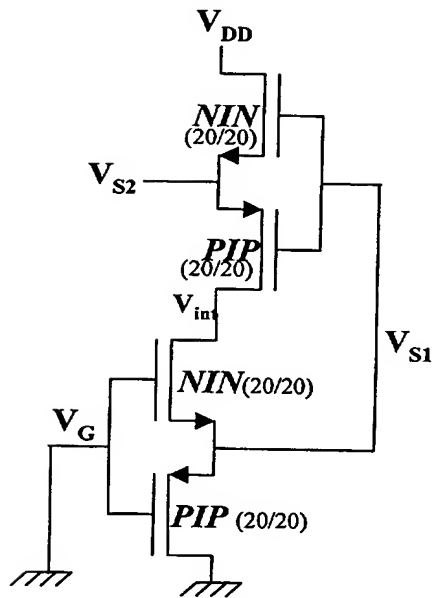 V_DD
NIN
(20/20)
V_S2
PIP
(20/20)
V_int
V_S1
NIN(20/20)
V_G
PIP (20/20)